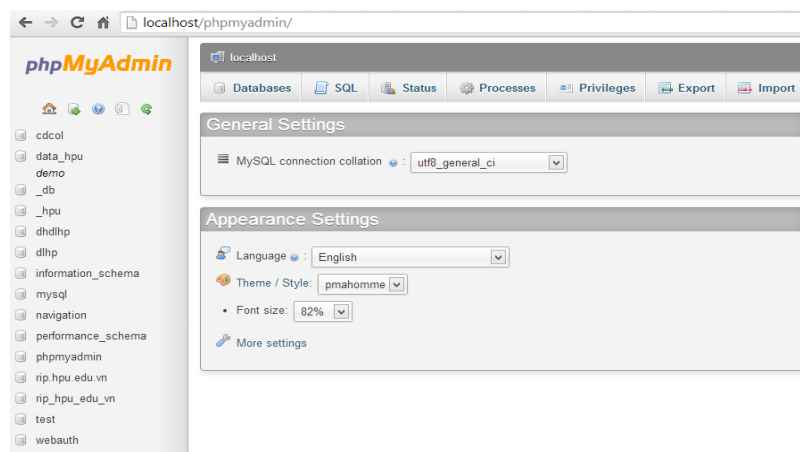 localhost/phpmyadmin/
phpMyAdmin
cdcol
data_hpu
demo
_db
_hpu
dhdlhp
dlhp
information_schema
mysql
navigation
performance_schema
phpmyadmin
rip.hpu.edu.vn
rip_hpu_edu_vn
test
webauth
localhost
Databases SQL Status Processes Privileges Export Import
General Settings
MySQL connection collation : utf8_general_ci
Appearance Settings
Language : English
Theme / Style: pmahomme
• Font size: 82%
More settings